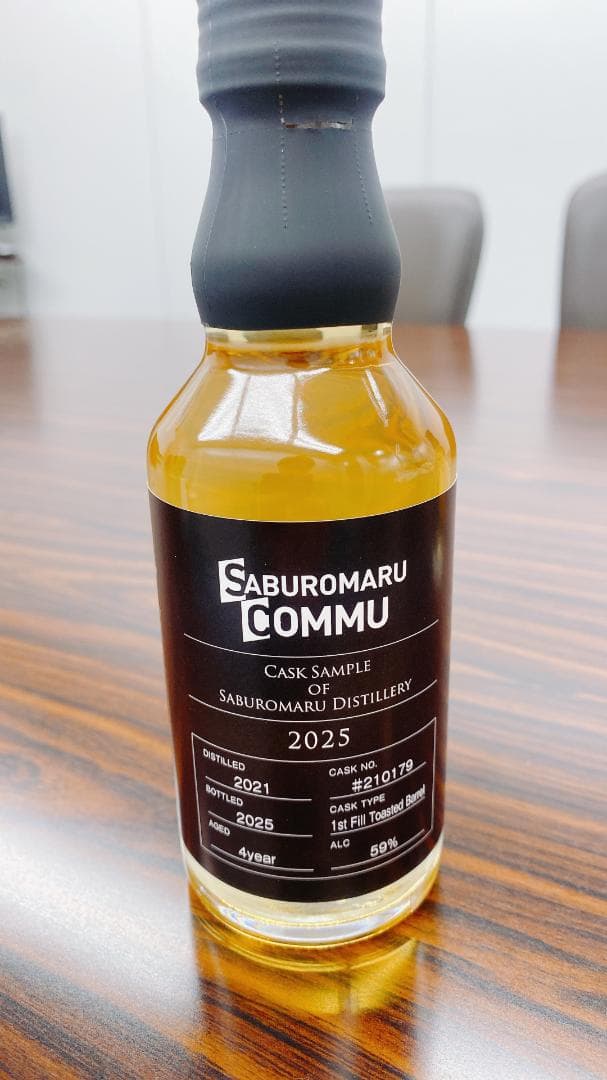 SABUROMARU
COMMU
CASK SAMPLE
OF
SABUROMARU DISTILLERY
2025
DISTILLED
2021
BOTTLED
2025
AGED
4year
CASK NO.
#210179
CASK TYPE
1st Fill Toasted Barrel
ALC
59%